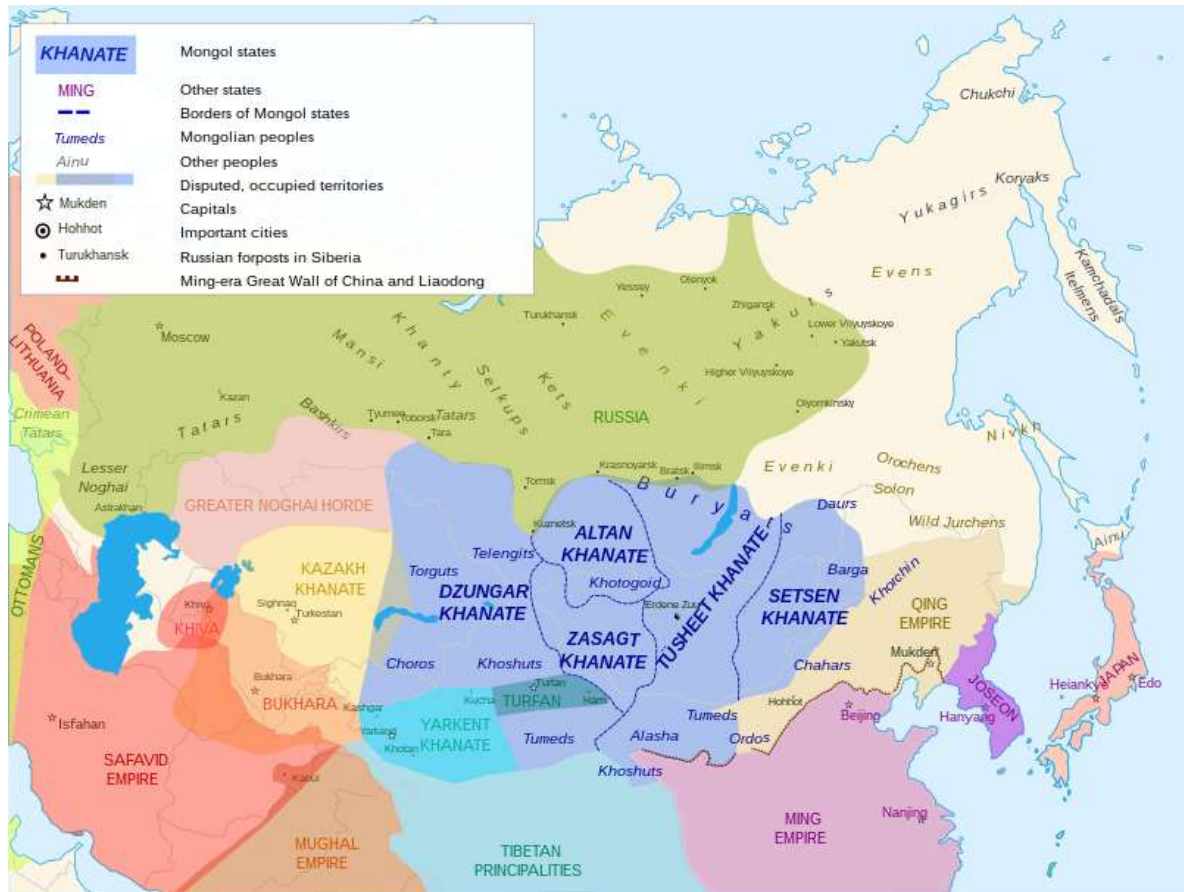 KHANATE
Mongol states
MING
Other states
Borders of Mongol states
Tumeds
Mongolian peoples
Ainu
Other peoples
Disputed, occupied territories
Mukden
Capitals
Hohhot
Important cities
Turukhansk
Russian forposts in Siberia
Ming-era Great Wall of China and Liaodong
Chukchi
Koryaks
Yukagirs
Kamchadals
Itelmens
Evens
Yessey
Olenyok
Zhigansk
Yakuts
Turukhansk
Lower Vilyuyskoye
Yakutsk
Evenki
Higher Vilyuyskoye
Olyomkinsky
POLAND-
LITHUANIA
Moscow
Mansi
Khanty
Selkups
Kets
Kazan
Tatars
Bashkirs
Tyumen
Tobolsk
Tatars
Tara
RUSSIA
Crimean
Tatars
Lesser
Noghai
Astrakhan
Tomsk
Krasnoyarsk
Bratsk
Ilimsk
Evenki
Orochens
Solon
Nivkh
Wild Jurchens
Ainu
GREATER NOGHAI HORDE
Kuznetsk
Buryats
Daurs
OTTOMANS
KAZAKH
KHANATE
Telengits
Torguts
ALTAN
KHANATE
Khotogoid
DZUNGAR
KHANATE
Erdene Zuu
TUSHEET KHANATE
SETSEN
KHANATE
Barga
Khorchin
QING
EMPIRE
Mukden
Khiva
KHIVA
Sighnaq
Turkestan
ZASAGT
KHANATE
Choros
Khoshuts
Chahars
JOSEON
JAPAN
Bukhara
BUKHARA
Kashgar
Kucha
Turfan
TURFAN
Hami
Hohhot
Beijing
Hanyang
Heiankyo
Edo
Isfahan
Yarkand
Khotan
YARKENT
KHANATE
Tumeds
Tumeds
Alasha
Ordos
SAFAVID
EMPIRE
Kabul
Khoshuts
MUGHAL
EMPIRE
TIBETAN
PRINCIPALITIES
MING
EMPIRE
Nanjing